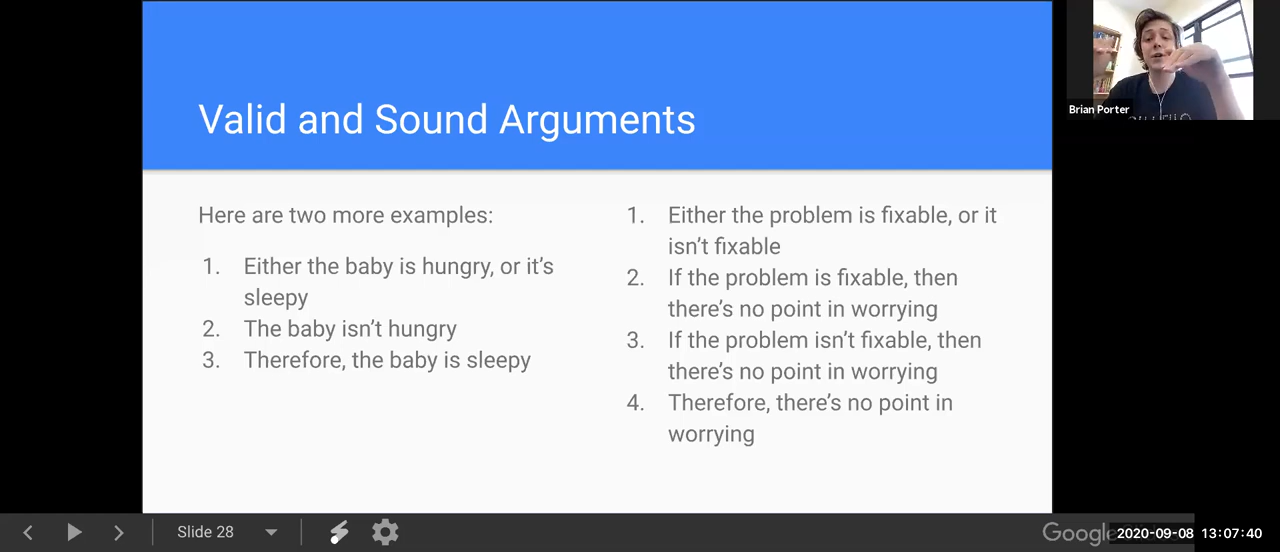 Valid and Sound Arguments
Here are two more examples:
1. Either the baby is hungry, or it's
sleepy
2. The baby isn't hungry
3. Therefore, the baby is sleepy
1. Either the problem is fixable, or it
isn't fixable
2. If the problem is fixable, then
there's no point in worrying
3. If the problem isn't fixable, then
there's no point in worrying
4. Therefore, there's no point in
worrying
Brian Porter
Slide 28
Google
2020-09-08 13:07:40